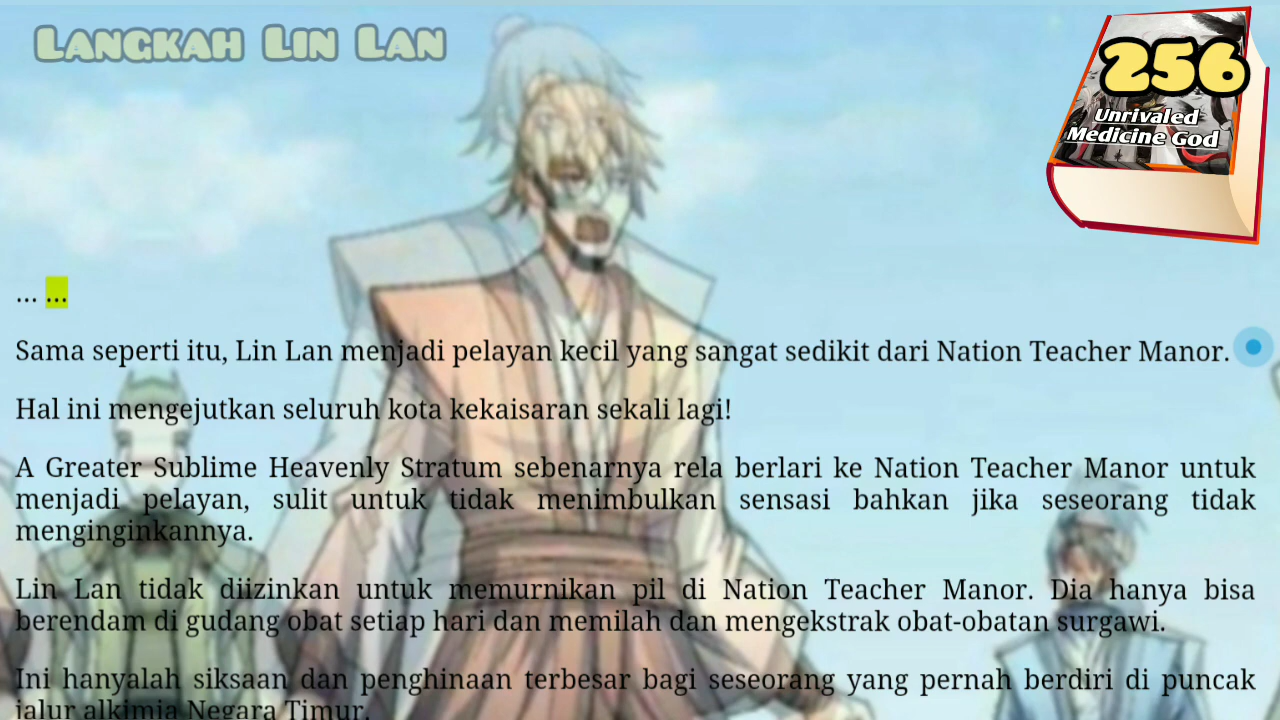 Langkah Lin Lan
256
Unrivaled
Medicine God
... ...
Sama seperti itu, Lin Lan menjadi pelayan kecil yang sangat sedikit dari Nation Teacher Manor.
Hal ini mengejutkan seluruh kota kekaisaran sekali lagi!
A Greater Sublime Heavenly Stratum sebenarnya rela berlari ke Nation Teacher Manor untuk
menjadi pelayan, sulit untuk tidak menimbulkan sensasi bahkan jika seseorang tidak
menginginkannya.
Lin Lan tidak diizinkan untuk memurnikan pil di Nation Teacher Manor. Dia hanya bisa
berendam di gudang obat setiap hari dan memilah dan mengekstrak obat-obatan surgawi.
Ini hanyalah siksaan dan penghinaan terbesar bagi seseorang yang pernah berdiri di puncak
jalur alkimia Negara Timur.